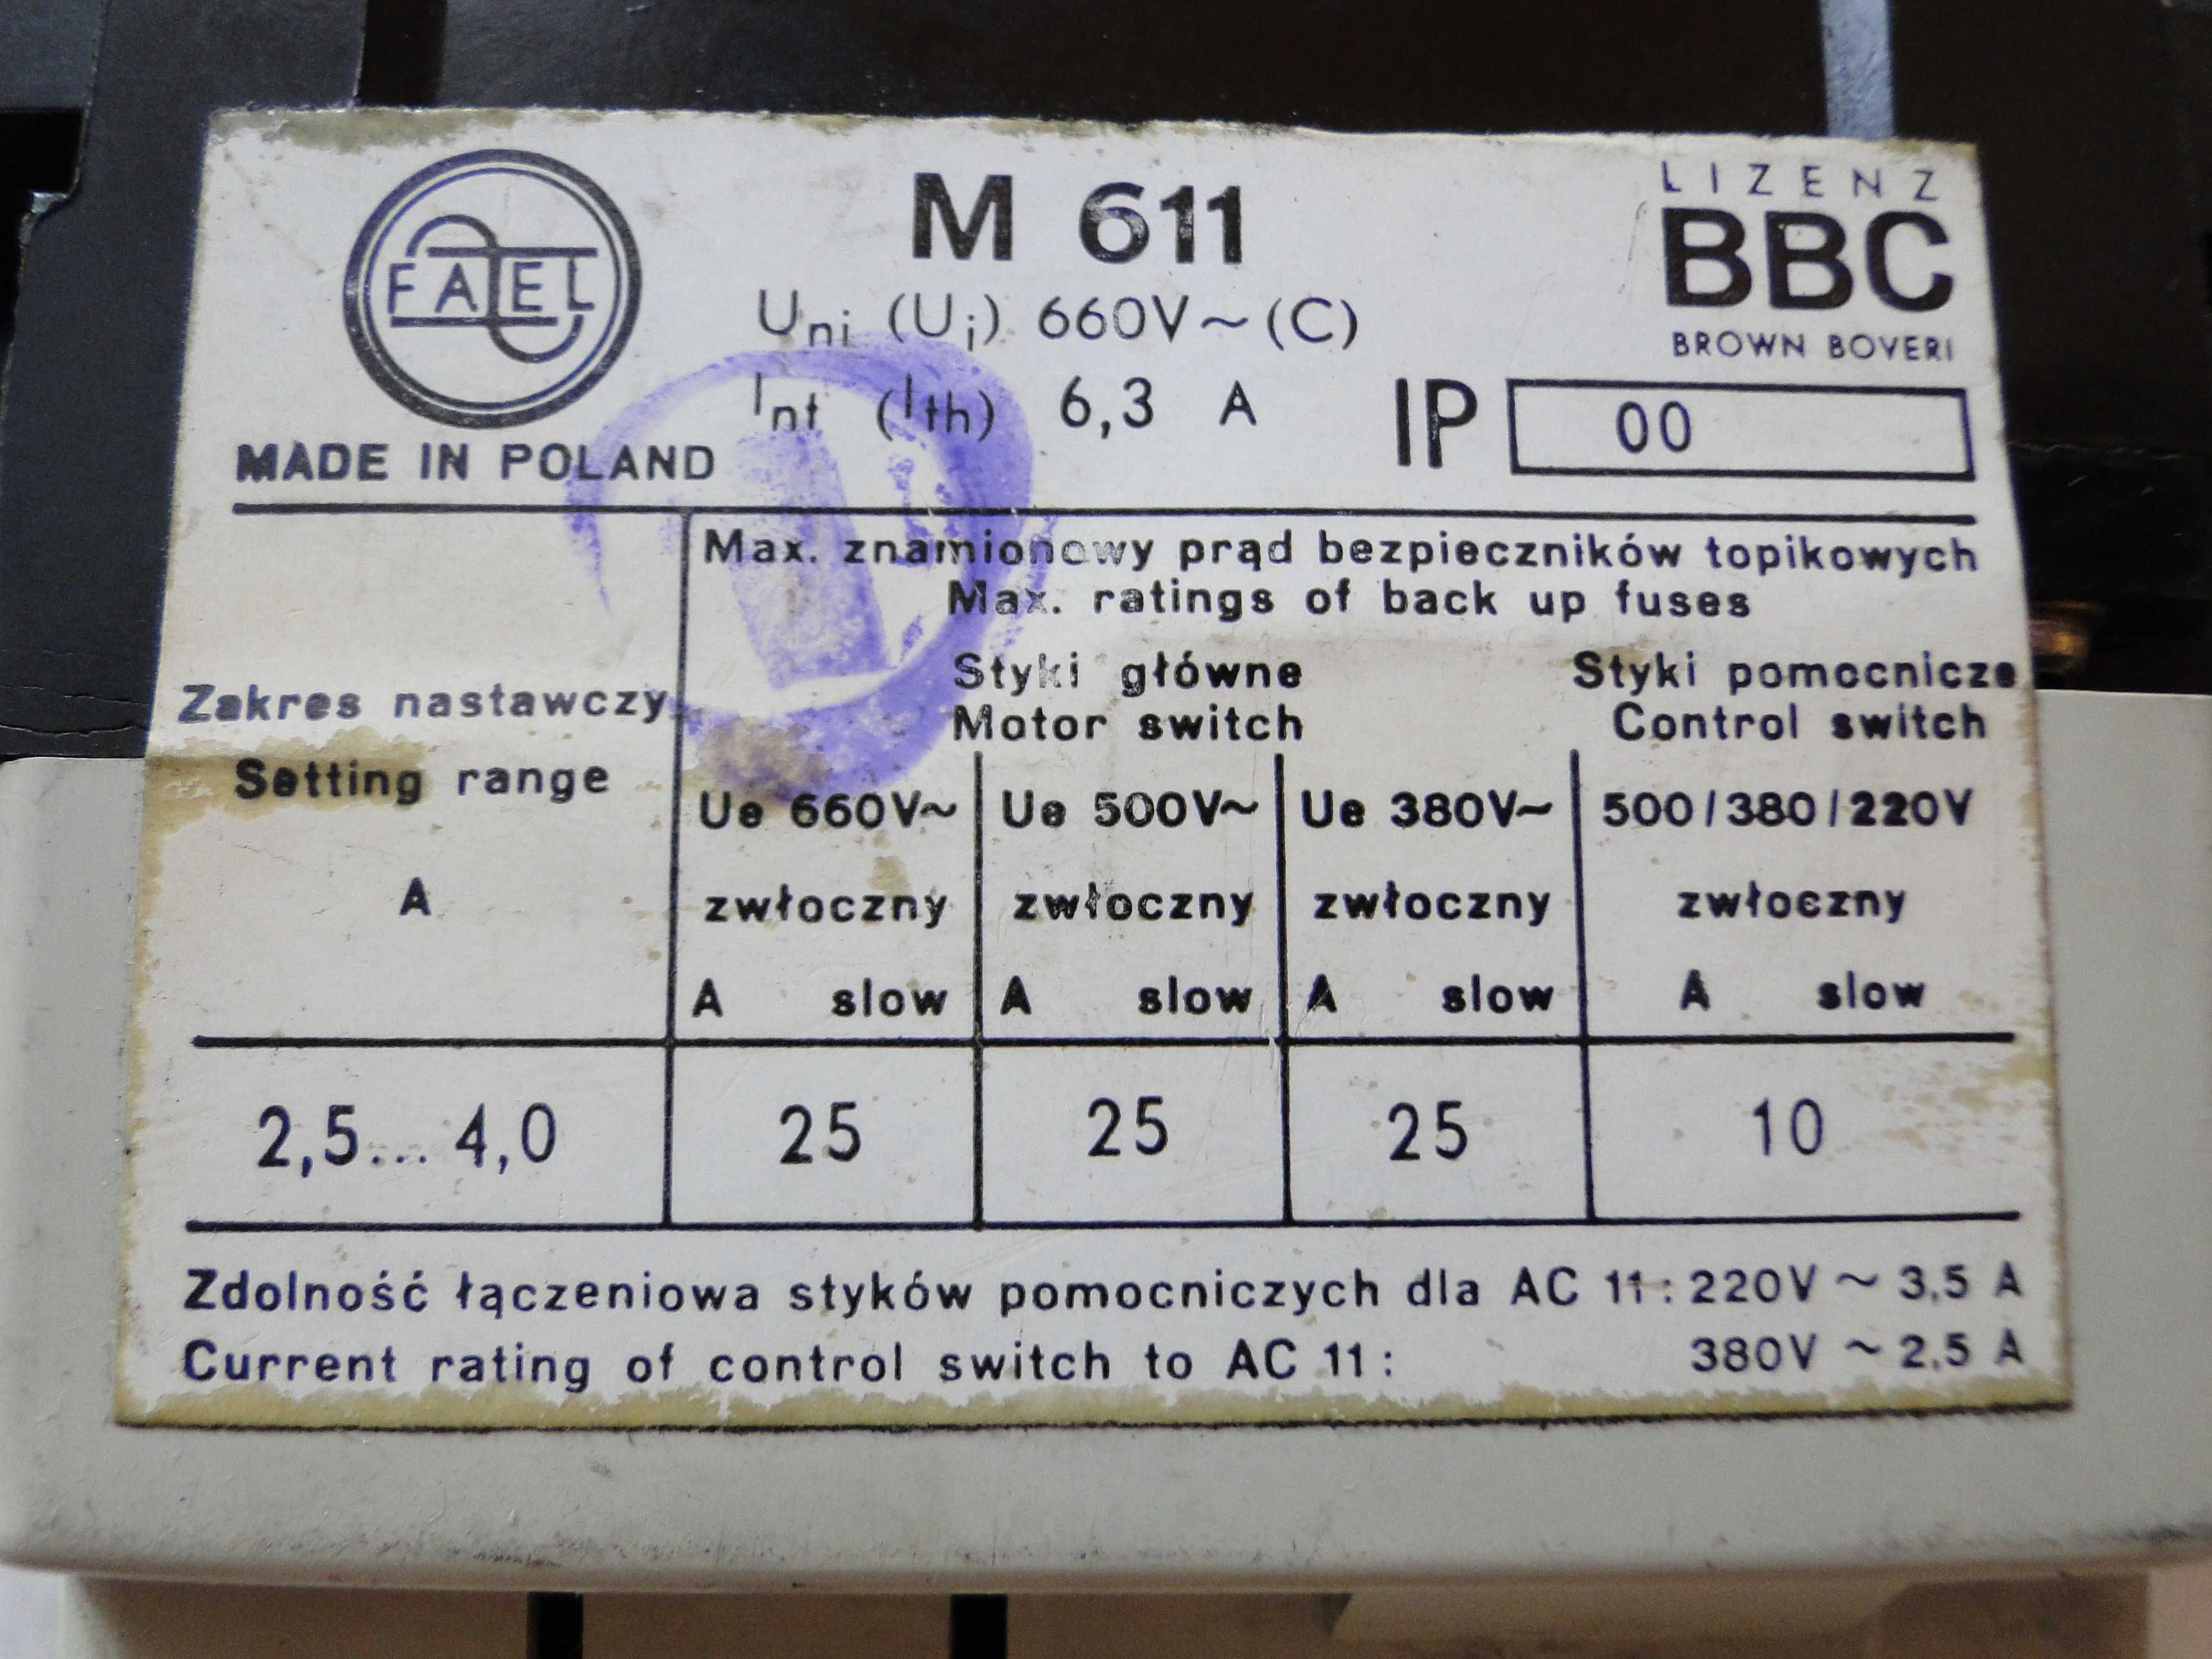 FAEL
M 611
LIZENZ
BBC
BROWN BOVERI
Uni (Ui) 660V~(C)
Int (Ith) 6,3 A
IP 00
MADE IN POLAND
Max. znamionowy prąd bezpieczników topikowych
Max. ratings of back up fuses
Zakres nastawczy
Setting range
A
Styki główne
Motor switch
Styki pomocnicze
Control switch
Ue 660V~ Ue 500V~ Ue 380V~ 500/380/220V
zwłoczny zwłoczny zwłoczny zwłoczny
A slow A slow A slow A slow
2,5... 4,0 25 25 25 10
Zdolność łączeniowa styków pomocniczych dla AC 11: 220V ~ 3,5 A
Current rating of control switch to AC 11: 380V ~ 2,5 A